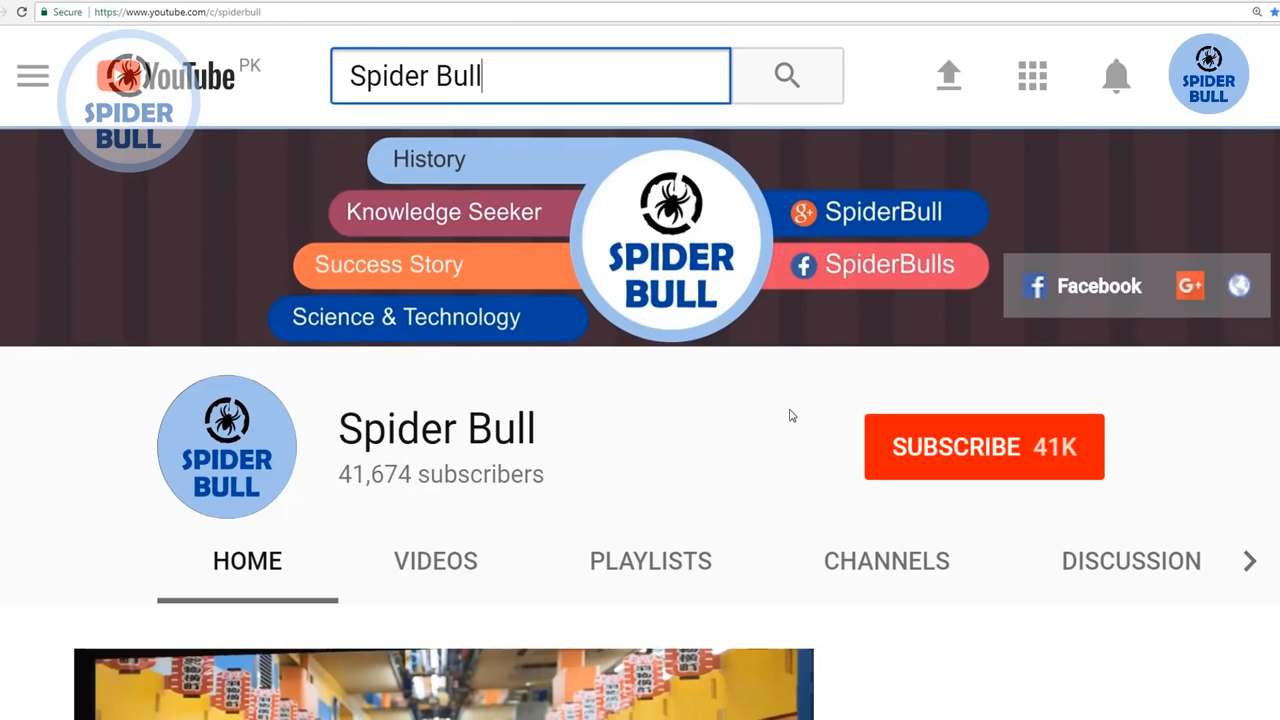 Secure https://www.youtube.com/c/spiderbull
YouTube PK
SPIDER
BULL
Spider Bull
SPIDER
BULL
History
Knowledge Seeker
Success Story
Science & Technology
SPIDER
BULL
SpiderBull
SpiderBulls
Facebook
SPIDER
BULL
Spider Bull
41,674 subscribers
SUBSCRIBE 41K
HOME VIDEOS PLAYLISTS CHANNELS DISCUSSION